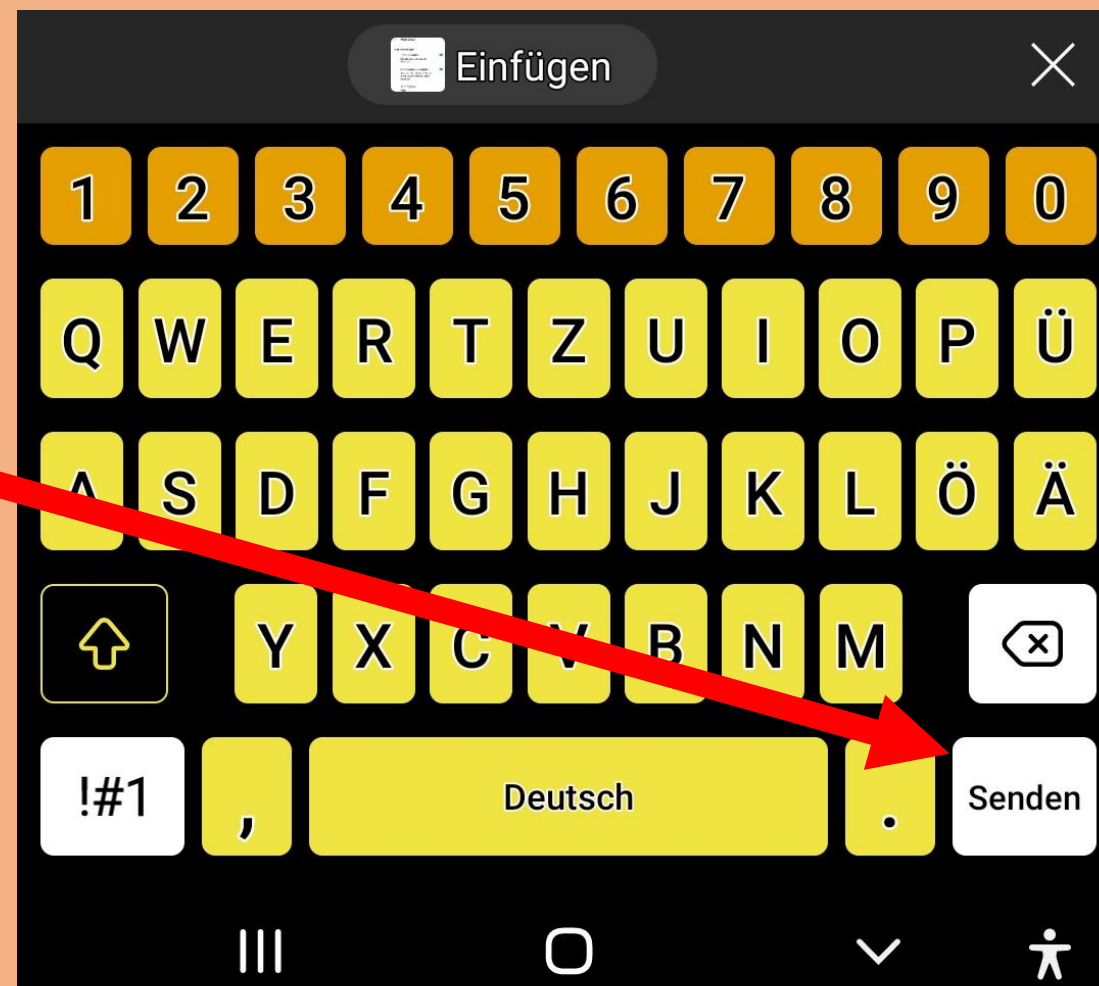 Einfügen
1 2 3 4 5 6 7 8 9 0
Q W E R T Z U I O P Ü
A S D F G H J K L Ö Ä
Y X C V B N M
!#1 , Deutsch . Senden